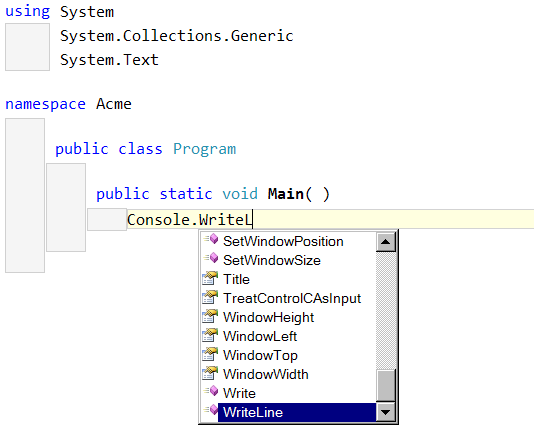 using System
System.Collections.Generic
System.Text
namespace Acme
public class Program
public static void Main( )
Console.WriteL
SetWindowPosition
SetWindowSize
Title
TreatControlCAsInput
WindowHeight
WindowLeft
WindowTop
WindowWidth
Write
WriteLine